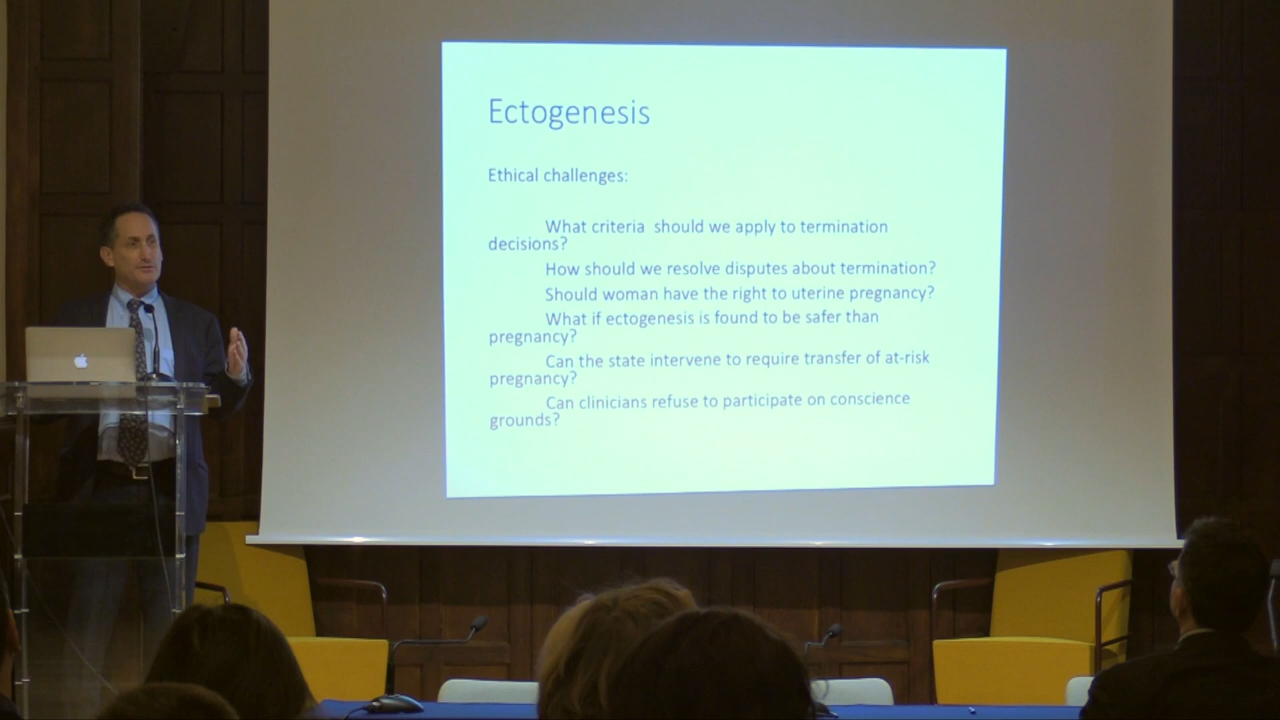 Ectogenesis
Ethical challenges:
What criteria  should we apply to termination
decisions?
How should we resolve disputes about termination?
Should woman have the right to uterine pregnancy?
What if ectogenesis is found to be safer than
pregnancy?
Can the state intervene to require transfer of at-risk
pregnancy?
Can clinicians refuse to participate on conscience
grounds?